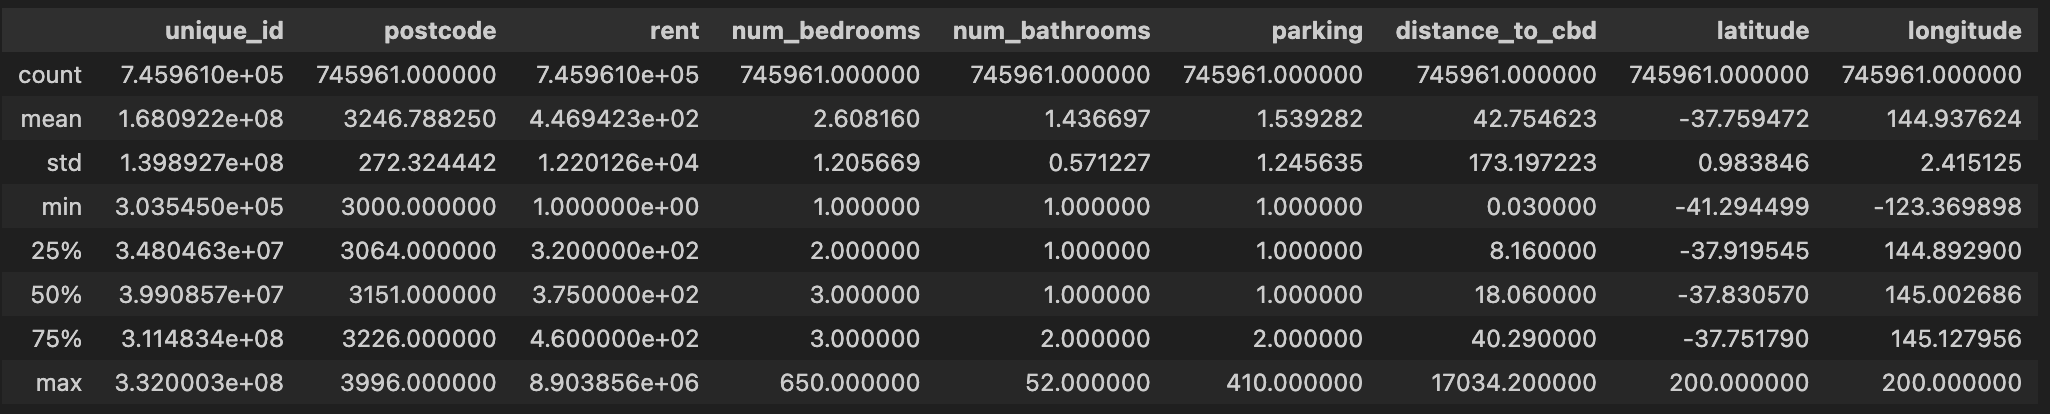 unique_id postcode rent num_bedrooms num_bathrooms parking distance_to_cbd latitude longitude
count 7.459610e+05 745961.000000 7.459610e+05 745961.000000 745961.000000 745961.000000 745961.000000 745961.000000 745961.000000
mean 1.680922e+08 3246.788250 4.469423e+02 2.608160 1.436697 1.539282 42.754623 -37.759472 144.937624
std 1.398927e+08 272.324442 1.220126e+04 1.205669 0.571227 1.245635 173.197223 0.983846 2.415125
min 3.035450e+05 3000.000000 1.000000e+00 1.000000 1.000000 1.000000 0.030000 -41.294499 -123.369898
25% 3.480463e+07 3064.000000 3.200000e+02 2.000000 1.000000 1.000000 8.160000 -37.919545 144.892900
50% 3.990857e+07 3151.000000 3.750000e+02 3.000000 1.000000 1.000000 18.060000 -37.830570 145.002686
75% 3.114834e+08 3226.000000 4.600000e+02 3.000000 2.000000 2.000000 40.290000 -37.751790 145.127956
max 3.320003e+08 3996.000000 8.903856e+06 650.000000 52.000000 410.000000 17034.200000 200.000000 200.000000